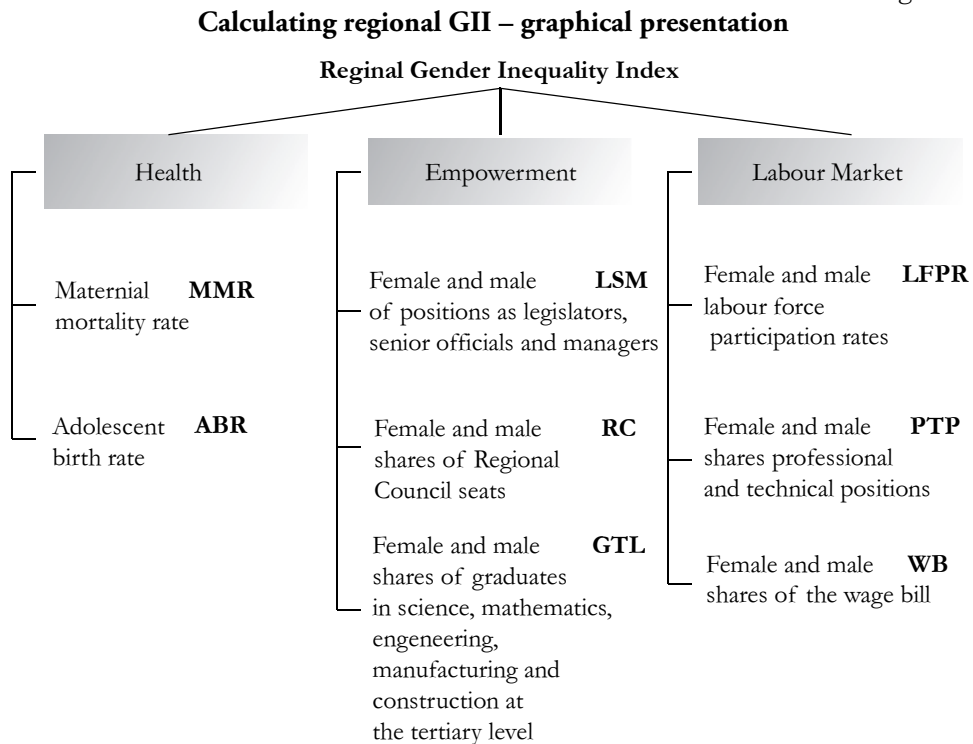 Calculating regional GII – graphical presentation
Reginal Gender Inequality Index
Health
Maternial MMR
mortality rate
Adolescent ABR
birth rate
Empowerment
Female and male LSM
of positions as legislators,
senior officials and managers
Female and male RC
shares of Regional
Council seats
Female and male GTL
shares of graduates
in science, mathematics,
engeneering,
manufacturing and
construction at
the tertiary level
Labour Market
Female and male LFPR
labour force
participation rates
Female and male PTP
shares professional
and technical positions
Female and male WB
shares of the wage bill